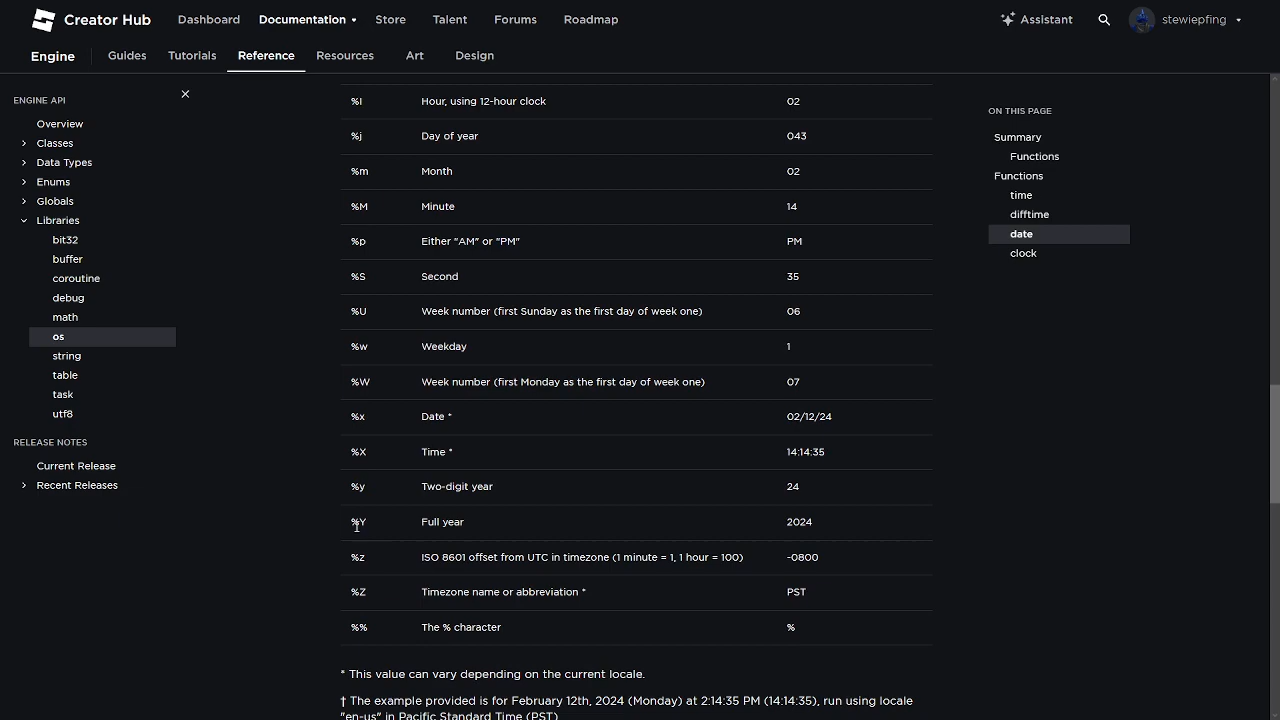 Creator Hub Dashboard Documentation Store Talent Forums Roadmap Assistant stewiepfing
Engine Guides Tutorials Reference Resources Art Design
ENGINE API
Overview
Classes
Data Types
Enums
Globals
Libraries
bit32
buffer
coroutine
debug
math
os
string
table
task
utf8
RELEASE NOTES
Current Release
Recent Releases
%I Hour, using 12-hour clock 02
%j Day of year 043
%m Month 02
%M Minute 14
%p Either "AM" or "PM" PM
%S Second 35
%U Week number (first Sunday as the first day of week one) 06
%w Weekday 1
%W Week number (first Monday as the first day of week one) 07
%x Date * 02/12/24
%X Time * 14:14:35
%y Two-digit year 24
%Y Full year 2024
%z ISO 8601 offset from UTC in timezone (1 minute = 1, 1 hour = 100) -0800
%Z Timezone name or abbreviation * PST
%% The % character %
* This value can vary depending on the current locale.
† The example provided is for February 12th, 2024 (Monday) at 2:14:35 PM (14:14:35), run using locale
"en-us" in Pacific Standard Time (PST)
ON THIS PAGE
Summary
Functions
Functions
time
difftime
date
clock